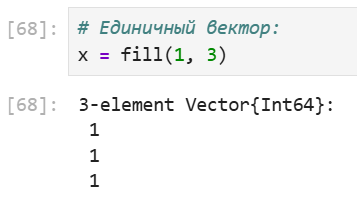 [68]: # Единичный вектор:
x = fill(1, 3)
[68]: 3-element Vector{Int64}:
1
1
1